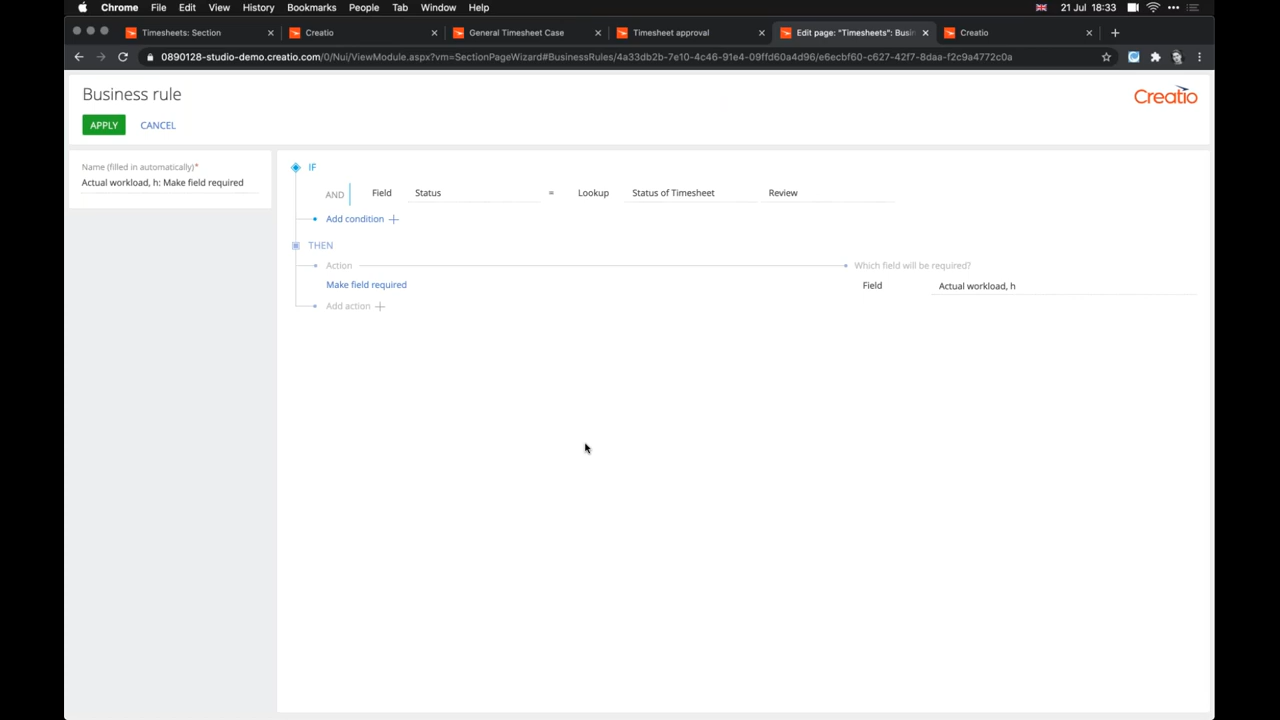 Chrome File Edit View History Bookmarks People Tab Window Help 21 Jul 18:33
Timesheets: Section Creatio General Timesheet Case Timesheet approval Edit page: "Timesheets": Busin Creatio
0890128-studio-demo.creatio.com/0/Nui/ViewModule.aspx?vm=SectionPageWizard#BusinessRules/4a33db2b-7e10-4c46-91e4-09ffd60a4d96/e6ecbf60-c627-42f7-8daa-f2c9a4772c0a
Business rule
Creatio
APPLY CANCEL
Name (filled in automatically)*
Actual workload, h: Make field required
IF
AND Field Status = Lookup Status of Timesheet Review
Add condition
THEN
Action Which field will be required?
Make field required Field Actual workload, h
Add action